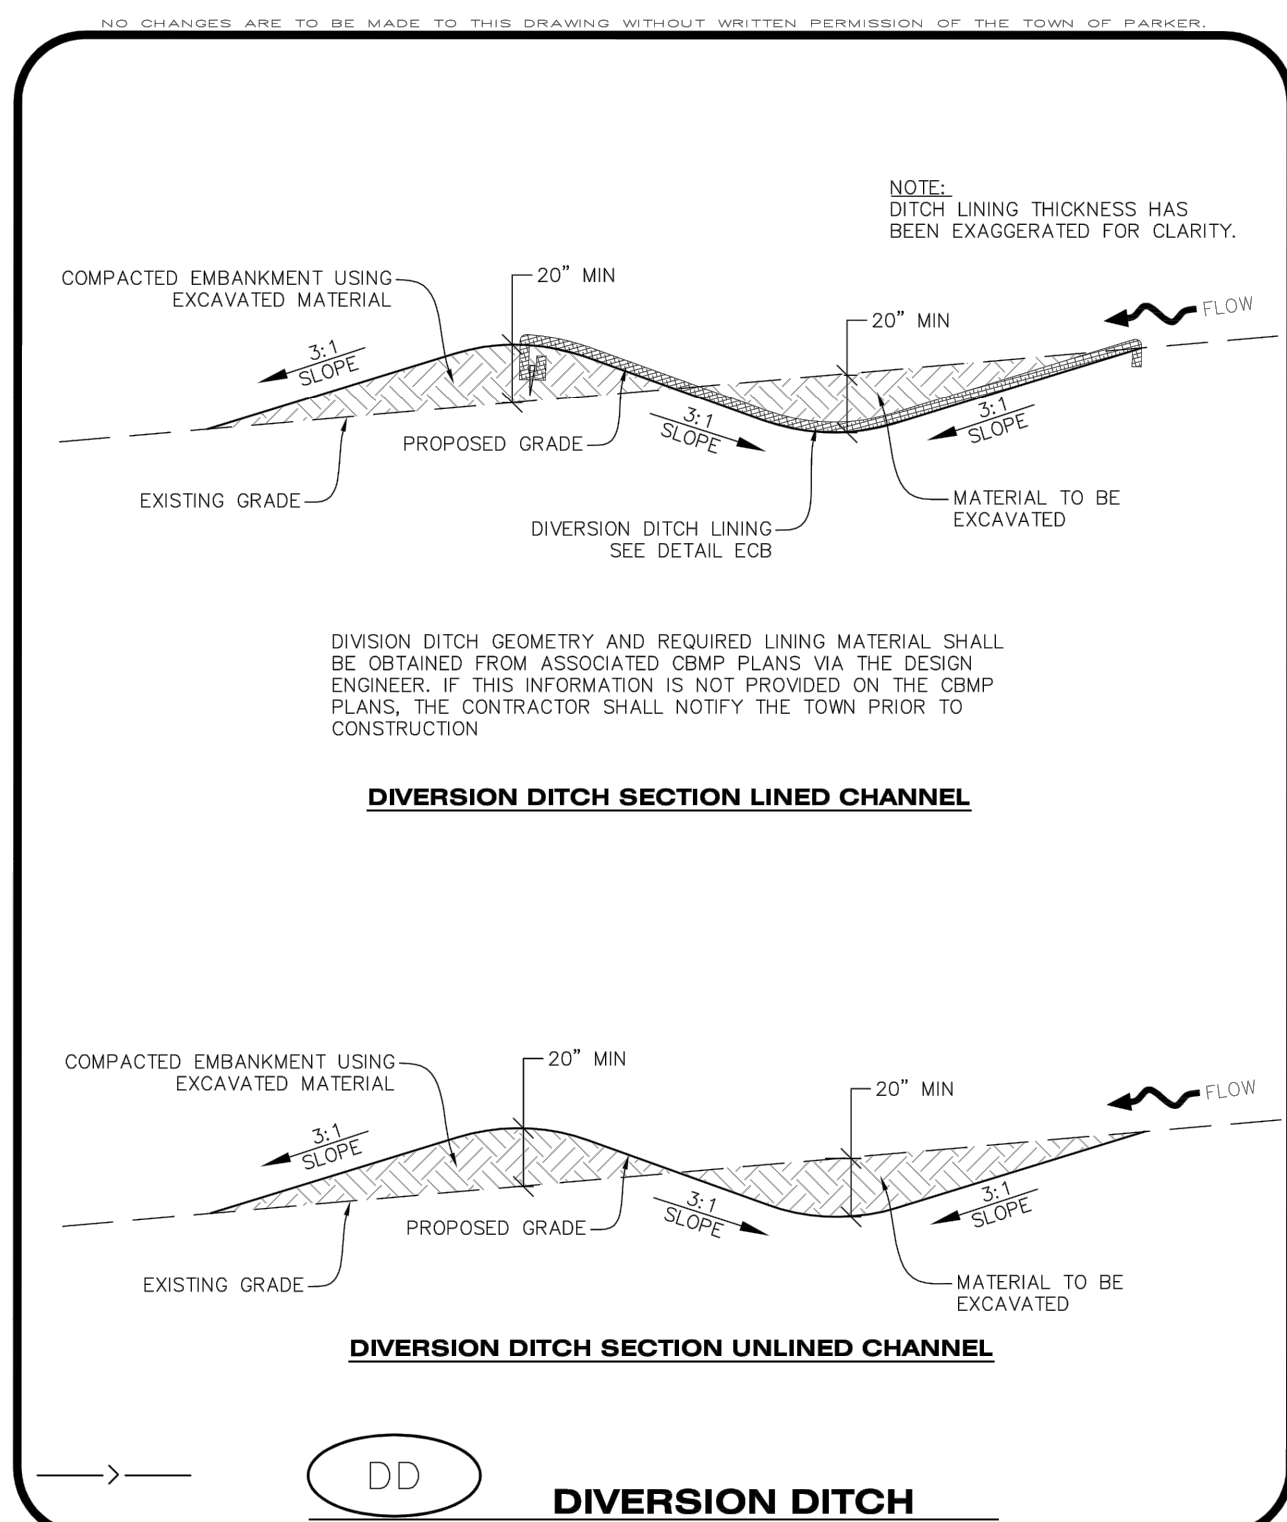 NO CHANGES ARE TO BE MADE TO THIS DRAWING WITHOUT WRITTEN PERMISSION OF THE TOWN OF PARKER.
NOTE:
DITCH LINING THICKNESS HAS
BEEN EXAGGERATED FOR CLARITY.
COMPACTED EMBANKMENT USING
EXCAVATED MATERIAL
20” MIN
20” MIN
FLOW
3:1
SLOPE
3:1
SLOPE
3:1
SLOPE
PROPOSED GRADE
EXISTING GRADE
MATERIAL TO BE
EXCAVATED
DIVERSION DITCH LINING
SEE DETAIL ECB
DIVISION DITCH GEOMETRY AND REQUIRED LINING MATERIAL SHALL
BE OBTAINED FROM ASSOCIATED CBMP PLANS VIA THE DESIGN
ENGINEER. IF THIS INFORMATION IS NOT PROVIDED ON THE CBMP
PLANS, THE CONTRACTOR SHALL NOTIFY THE TOWN PRIOR TO
CONSTRUCTION
DIVERSION DITCH SECTION LINED CHANNEL
COMPACTED EMBANKMENT USING
EXCAVATED MATERIAL
20” MIN
20” MIN
FLOW
3:1
SLOPE
3:1
SLOPE
3:1
SLOPE
PROPOSED GRADE
EXISTING GRADE
MATERIAL TO BE
EXCAVATED
DIVERSION DITCH SECTION UNLINED CHANNEL
DD
DIVERSION DITCH